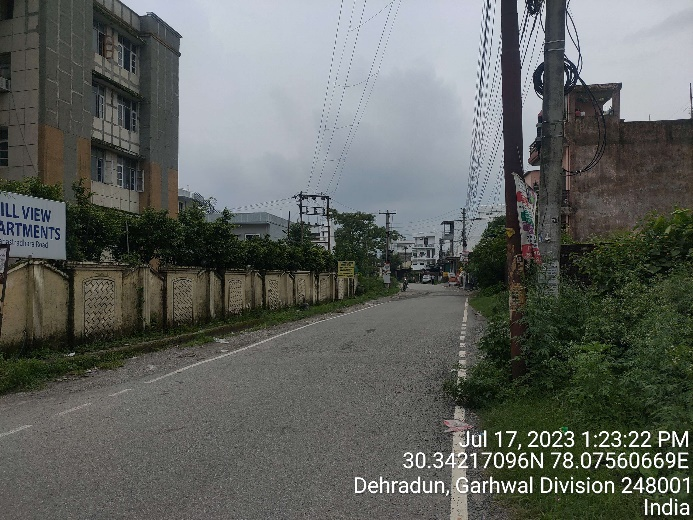 ILL VIEW
ARTMENTS
Jul 17, 2023 1:23:22 PM
30.34217096N 78.07560669E
Dehradun, Garhwal Division 248001
India